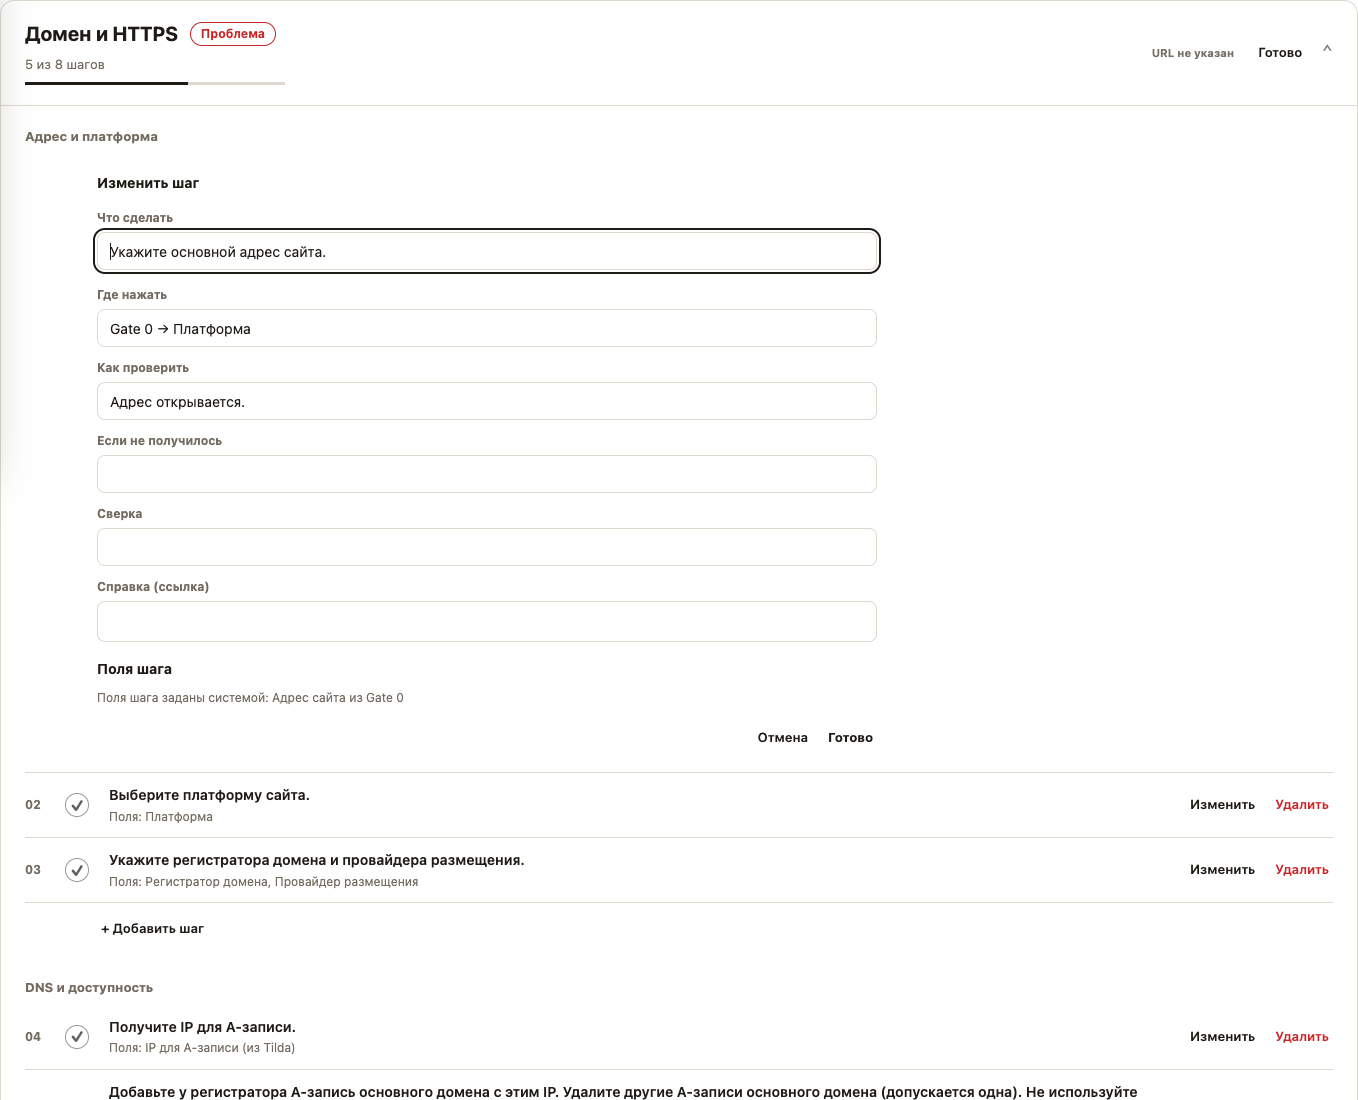 Домен и HTTPS
Проблема
5 из 8 шагов
URL не указан
Готово
Адрес и платформа
Изменить шаг
Что сделать
Укажите основной адрес сайта.
Где нажать
Gate 0 → Платформа
Как проверить
Адрес открывается.
Если не получилось
Сверка
Справка (ссылка)
Поля шага
Поля шага заданы системой: Адрес сайта из Gate 0
Отмена
Готово
02
Выберите платформу сайта.
Поля: Платформа
Изменить
Удалить
03
Укажите регистратора домена и провайдера размещения.
Поля: Регистратор домена, Провайдер размещения
Изменить
Удалить
+ Добавить шаг
DNS и доступность
04
Получите IP для A-записи.
Поля: IP для A-записи (из Tilda)
Изменить
Удалить
Добавьте у регистратора A-запись основного домена с этим IP. Удалите другие A-записи основного домена (допускается одна). Не используйте